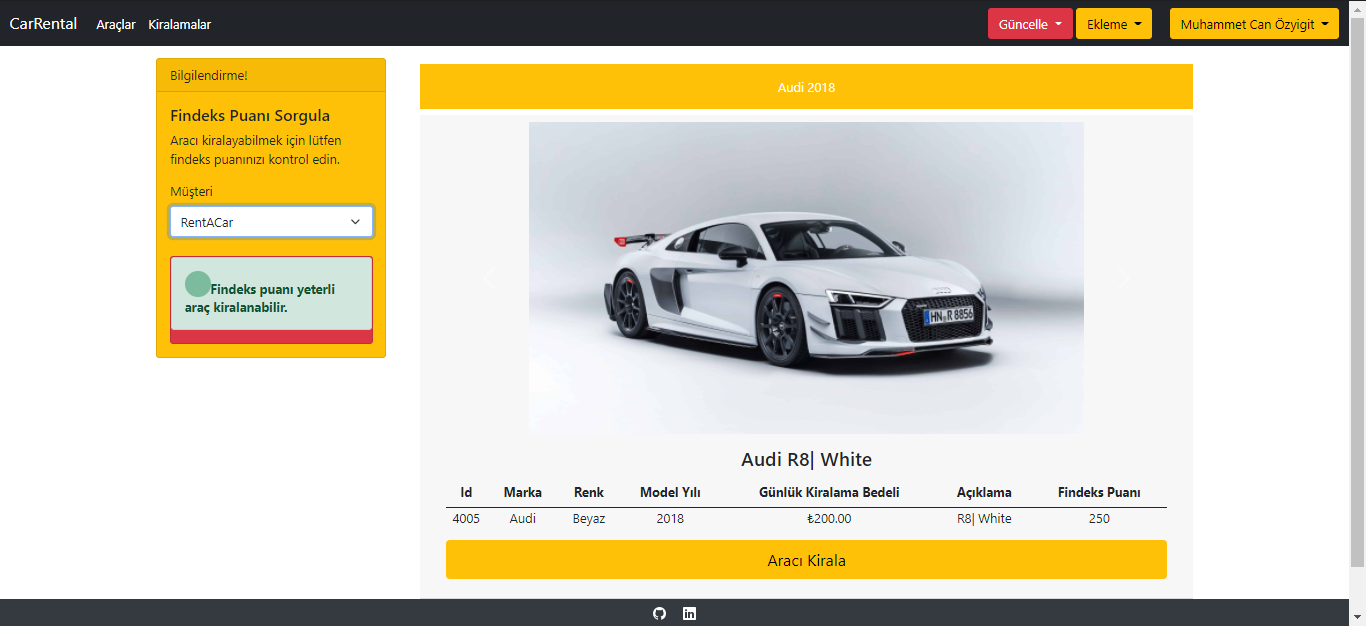 CarRental Araçlar Kiralamalar Güncelle Ekleme Muhammet Can Özyigit
Bilgilendirme!
Findeks Puanı Sorgula
Aracı kiralayabilmek için lütfen
findeks puanınızı kontrol edin.
Müşteri
RentACar
Findeks puanı yeterli
araç kiralanabilir.
Audi 2018
HN R 8856
Audi R8| White
Id Marka Renk Model Yılı Günlük Kiralama Bedeli Açıklama Findeks Puanı
4005 Audi Beyaz 2018 ₺200.00 R8| White 250
Aracı Kirala